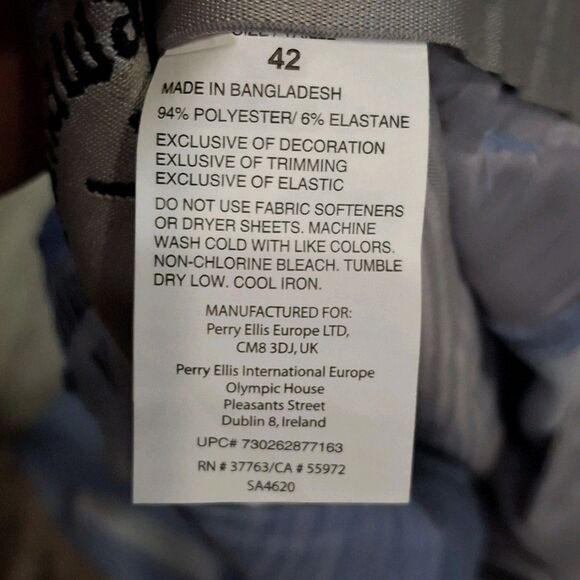 42
MADE IN BANGLADESH
94% POLYESTER/ 6% ELASTANE
EXCLUSIVE OF DECORATION
EXLUSIVE OF TRIMMING
EXCLUSIVE OF ELASTIC
DO NOT USE FABRIC SOFTENERS
OR DRYER SHEETS. MACHINE
WASH COLD WITH LIKE COLORS.
NON-CHLORINE BLEACH. TUMBLE
DRY LOW. COOL IRON.
MANUFACTURED FOR:
Perry Ellis Europe LTD,
CM8 3DJ, UK
Perry Ellis International Europe
Olympic House
Pleasants Street
Dublin 8, Ireland
UPC# 730262877163
RN # 37763/CA # 55972
SA4620